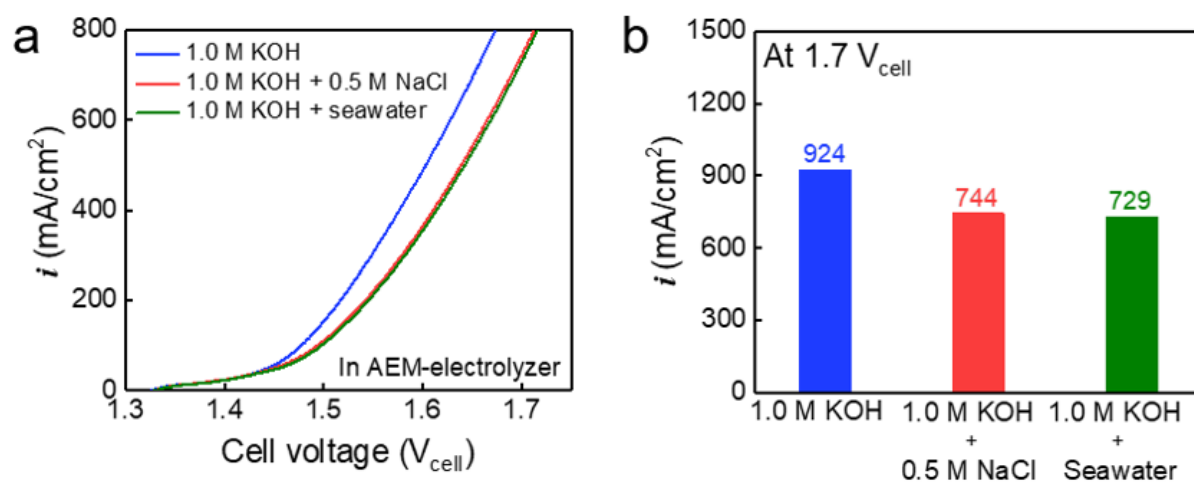 a
800
600
400
200
0
i (mA/cm²)
1.0 M KOH
1.0 M KOH + 0.5 M NaCl
1.0 M KOH + seawater
In AEM-electrolyzer
1.3 1.4 1.5 1.6 1.7
Cell voltage (Vcell)
b
1500
1200
900
600
300
0
i (mA/cm²)
At 1.7 Vcell
924
744
729
1.0 M KOH
1.0 M KOH
+
0.5 M NaCl
1.0 M KOH
+
Seawater